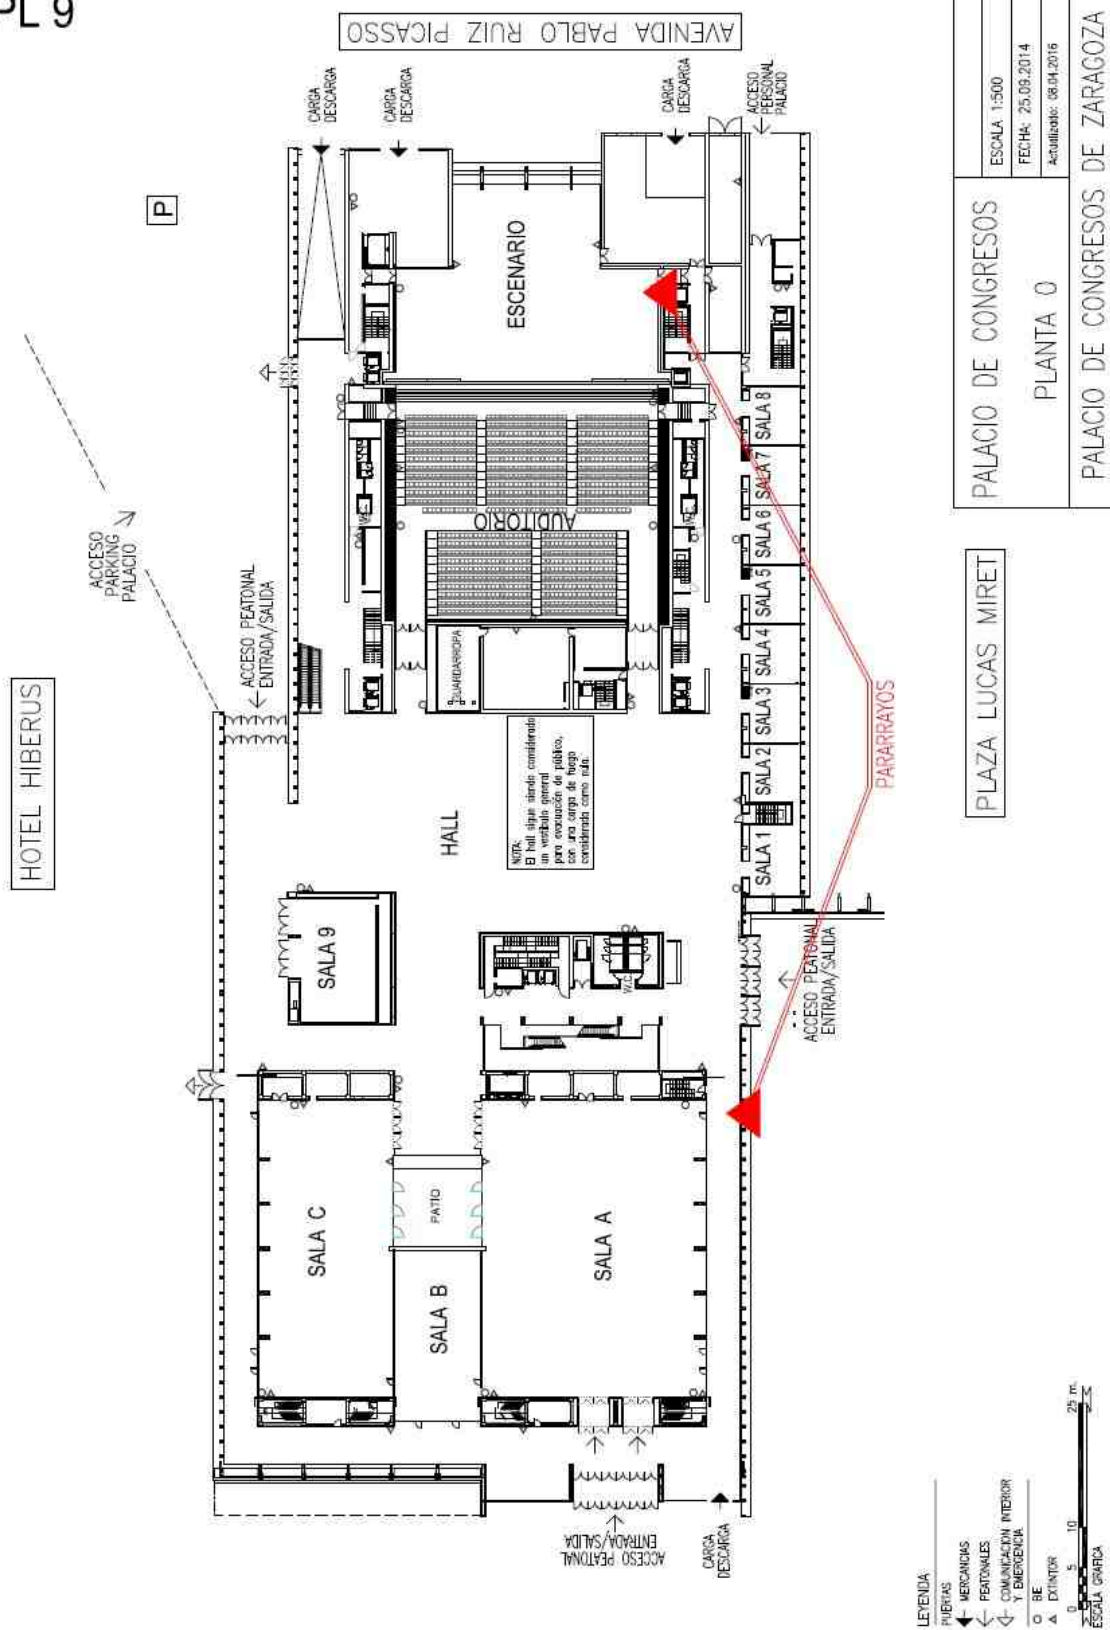 PL 9
AVENIDA PABLO RUIZ PICASSO
CARGA
DESCARGA
CARGA
DESCARGA
CARGA
DESCARGA
ACCESO
PERSONAL
PALACIO
P
ESCENARIO
ACCESO
PARKING
PALACIO
ACCESO PEATONAL
ENTRADA/SALIDA
AUDITORIO
W.C.
W.C.
SALA 8
SALA 7
SALA 6
SALA 5
SALA 4
SALA 3
SALA 2
SALA 1
GUARDARROPA
HOTEL HIBERUS
HALL
NOTA:
El hall sigue siendo considerado
un vestíbulo general
para evacuación de público,
con una carga de fuego
considerada como nula.
PARARRAYOS
PLAZA LUCAS MIRET
SALA 9
W.C.
ACCESO PEATONAL
ENTRADA/SALIDA
SALA C
PATIO
SALA B
SALA A
ACCESO PEATONAL
ENTRADA/SALIDA
CARGA
DESCARGA
LEYENDA
PUERTAS
MERCANCIAS
PEATONALES
COMUNICACION INTERIOR
Y EMERGENCIA
BIE
EXTINTOR
0 5 10 25 m.
ESCALA GRAFICA
PALACIO DE CONGRESOS
PLANTA 0
ESCALA 1:500
FECHA: 25.09.2014
Actualizado: 08.04.2016
PALACIO DE CONGRESOS DE ZARAGOZA